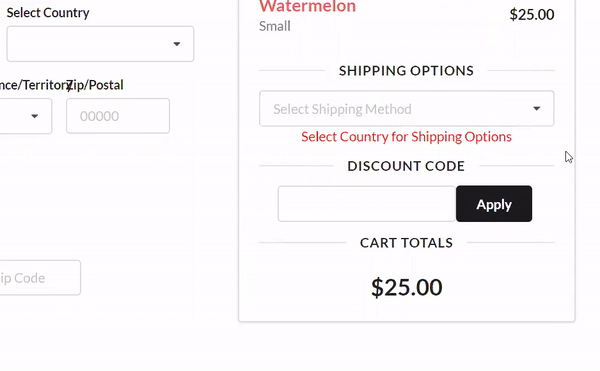 Select Country
nce/Territory
Zip/Postal
00000
ip Code
Watermelon
$25.00
Small
SHIPPING OPTIONS
Select Shipping Method
Select Country for Shipping Options
DISCOUNT CODE
Apply
CART TOTALS
$25.00